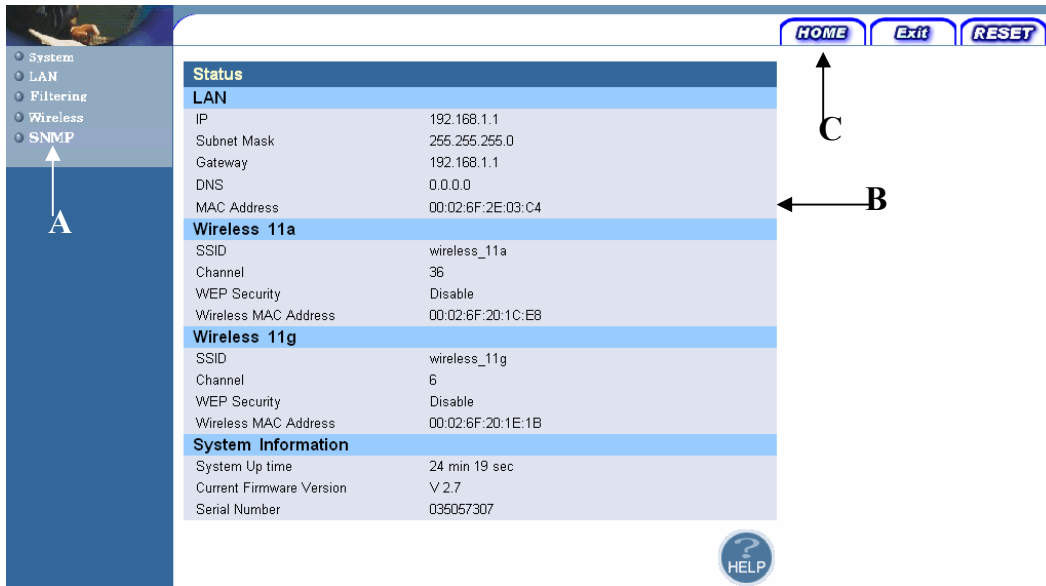 HOME Exit RESET
System
LAN
Filtering
Wireless
SNMP
A
Status
LAN
IP 192.168.1.1
Subnet Mask 255.255.255.0
Gateway 192.168.1.1
DNS 0.0.0.0
MAC Address 00:02:6F:2E:03:C4
Wireless 11a
SSID wireless_11a
Channel 36
WEP Security Disable
Wireless MAC Address 00:02:6F:20:1C:E8
Wireless 11g
SSID wireless_11g
Channel 6
WEP Security Disable
Wireless MAC Address 00:02:6F:20:1E:1B
System Information
System Up time 24 min 19 sec
Current Firmware Version V 2.7
Serial Number 035057307
C
B
?
HELP